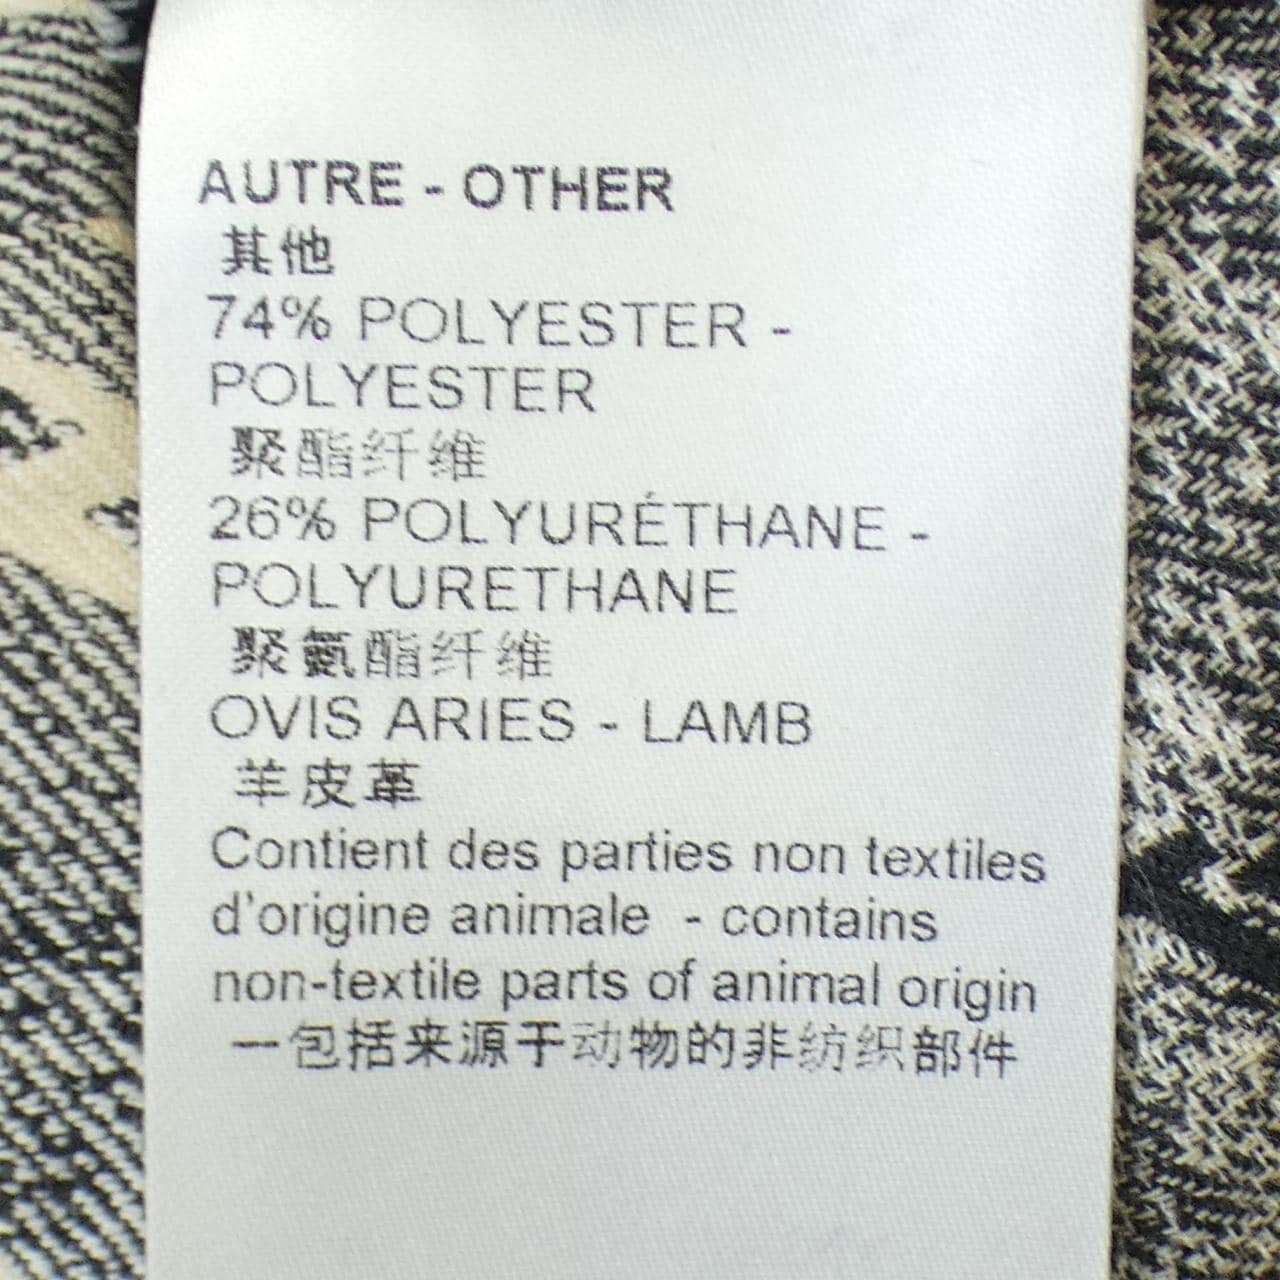 AUTRE - OTHER
其他
74% POLYESTER -
POLYESTER
聚酯纤维
26% POLYURÉTHANE -
POLYURETHANE
聚氨酯纤维
OVIS ARIES - LAMB
羊皮革
Contient des parties non textiles
d'origine animale - contains
non-textile parts of animal origin
一包括来源于动物的非纺织部件